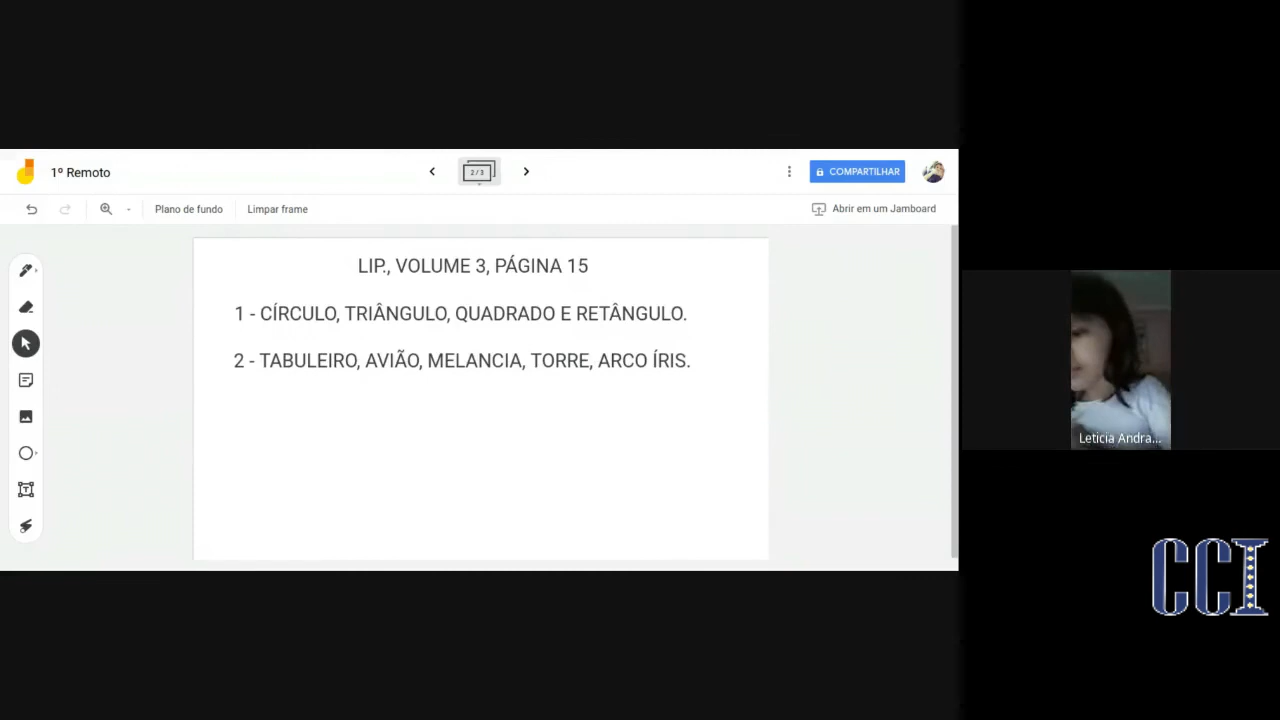 1º Remoto
2 / 3
COMPARTILHAR
Plano de fundo
Limpar frame
Abrir em um Jamboard
LIP., VOLUME 3, PÁGINA 15
1 - CÍRCULO, TRIÂNGULO, QUADRADO E RETÂNGULO.
2 - TABULEIRO, AVIÃO, MELANCIA, TORRE, ARCO ÍRIS.
T
Leticia Andra...
CCI